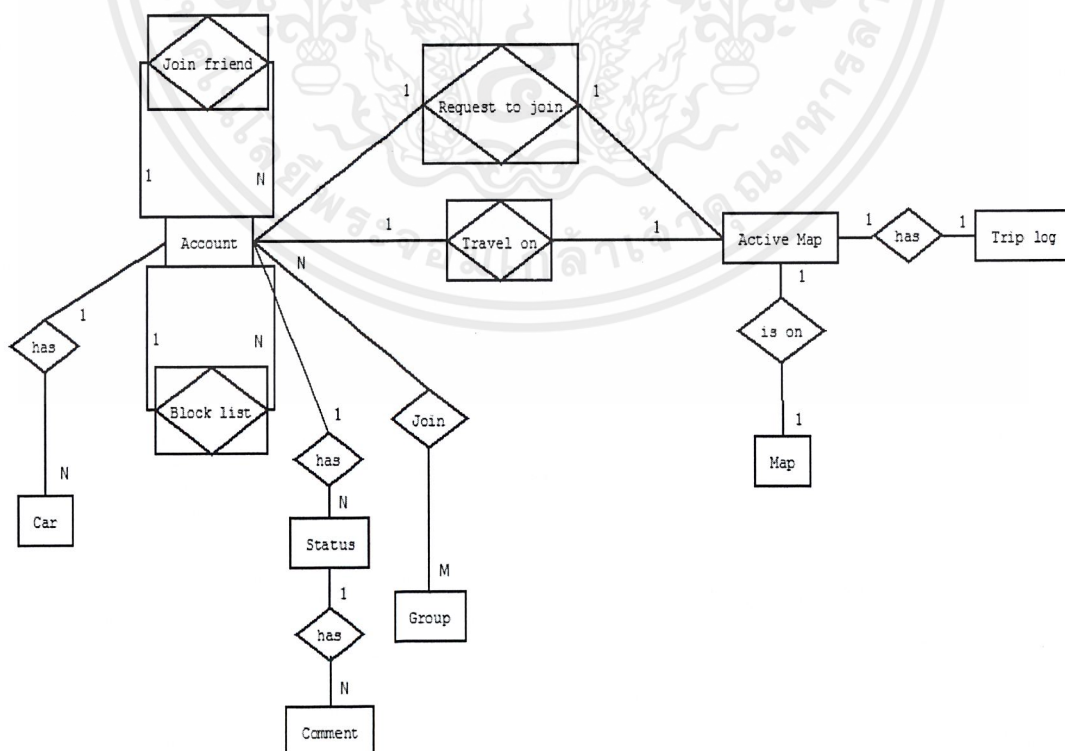 Join friend
1
Request to join
1
1
N
Account
1
Travel on
1
Active Map
1
has
1
Trip log
N
1
is on
1
Map
1
has
N
Car
1
N
Block list
1
has
N
Status
1
has
N
Comment
Join
M
Group